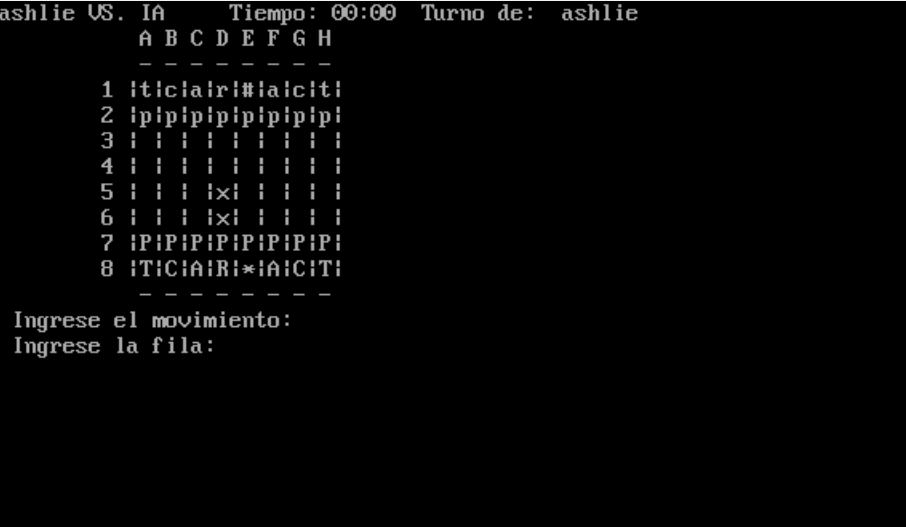 ashlie VS. IA     Tiempo: 00:00  Turno de:  ashlie
A B C D E F G H
- - - - - - - -
1 ¦t¦c¦a¦r¦#¦a¦c¦t¦
2 ¦p¦p¦p¦p¦p¦p¦p¦p¦
3 ¦ ¦ ¦ ¦ ¦ ¦ ¦ ¦ ¦
4 ¦ ¦ ¦ ¦ ¦ ¦ ¦ ¦ ¦
5 ¦ ¦ ¦ ¦x¦ ¦ ¦ ¦ ¦
6 ¦ ¦ ¦ ¦x¦ ¦ ¦ ¦ ¦
7 ¦P¦P¦P¦P¦P¦P¦P¦P¦
8 ¦T¦C¦A¦R¦*¦A¦C¦T¦
- - - - - - - -
Ingrese el movimiento:
Ingrese la fila: